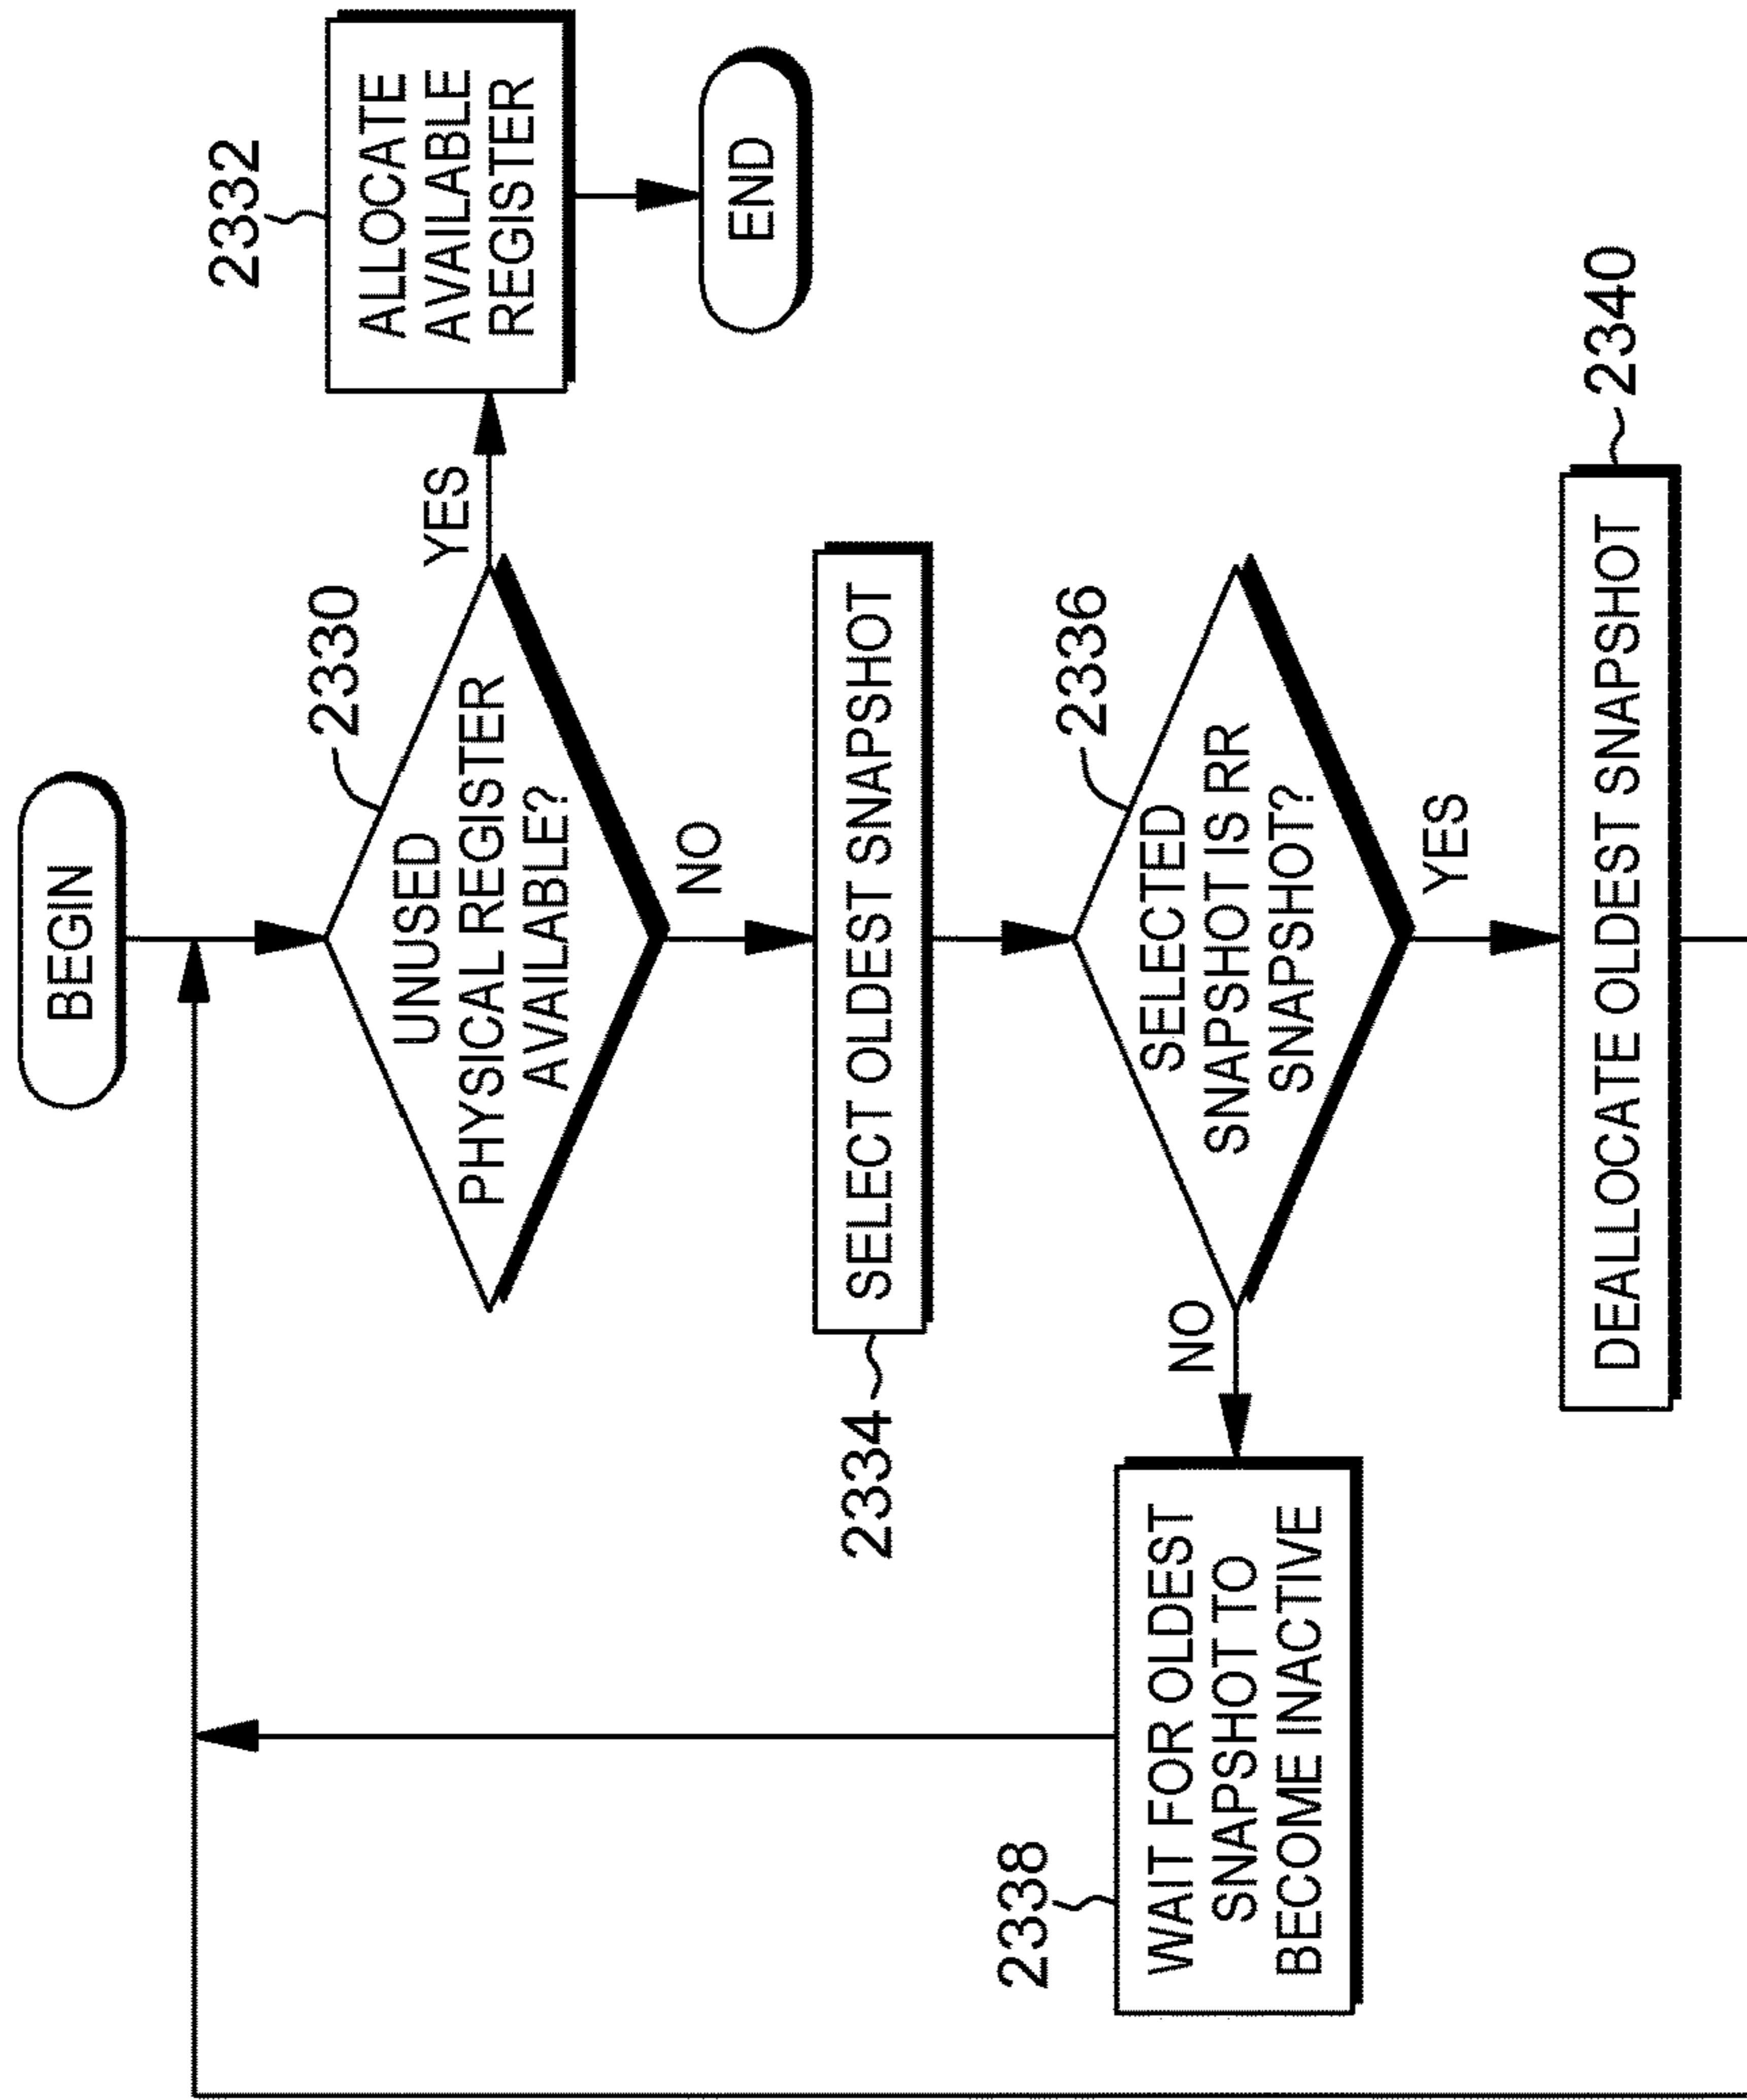 BEGIN
2330
UNUSED
PHYSICAL REGISTER
AVAILABLE?
YES
2332
ALLOCATE
AVAILABLE
REGISTER
END
NO
2334
SELECT OLDEST SNAPSHOT
2336
SELECTED
SNAPSHOT IS RR
SNAPSHOT?
NO
2338
WAIT FOR OLDEST
SNAPSHOT TO
BECOME INACTIVE
YES
2340
DEALLOCATE OLDEST SNAPSHOT